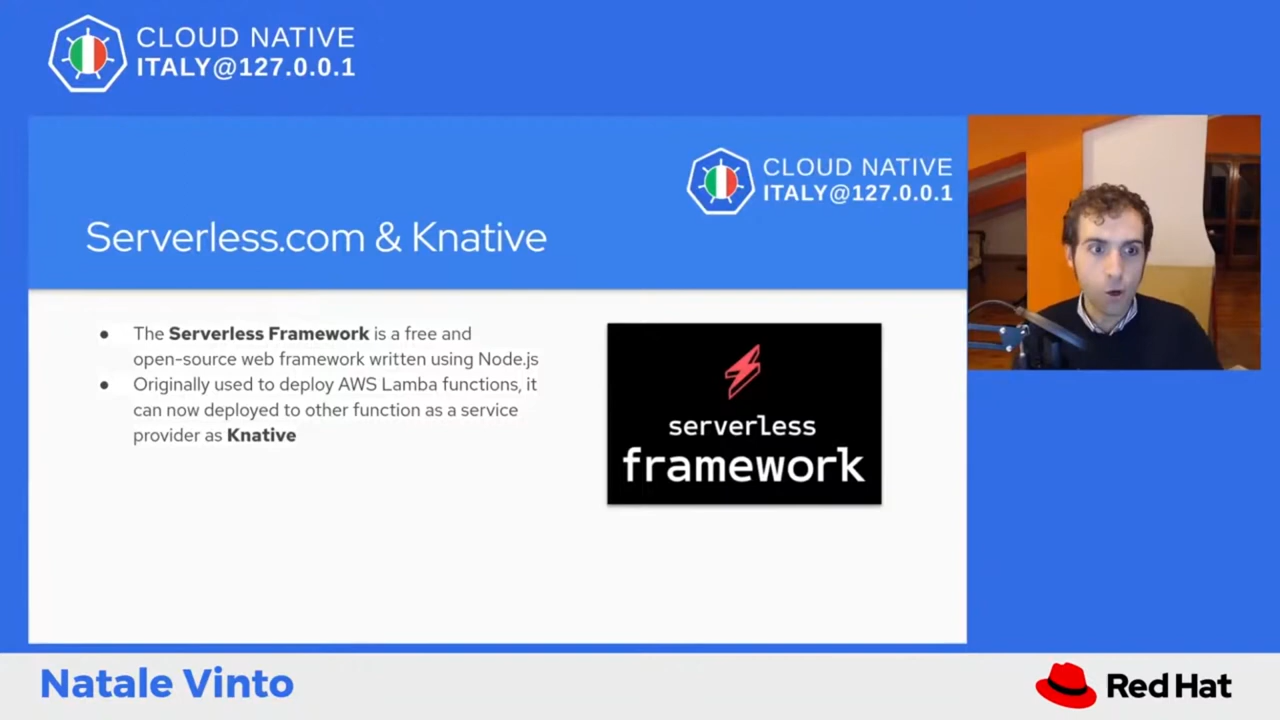 CLOUD NATIVE
ITALY@127.0.0.1
CLOUD NATIVE
ITALY@127.0.0.1
Serverless.com & Knative
● The Serverless Framework is a free and
open-source web framework written using Node.js
● Originally used to deploy AWS Lamba functions, it
can now deployed to other function as a service
provider as Knative
serverless
framework
Natale Vinto
Red Hat